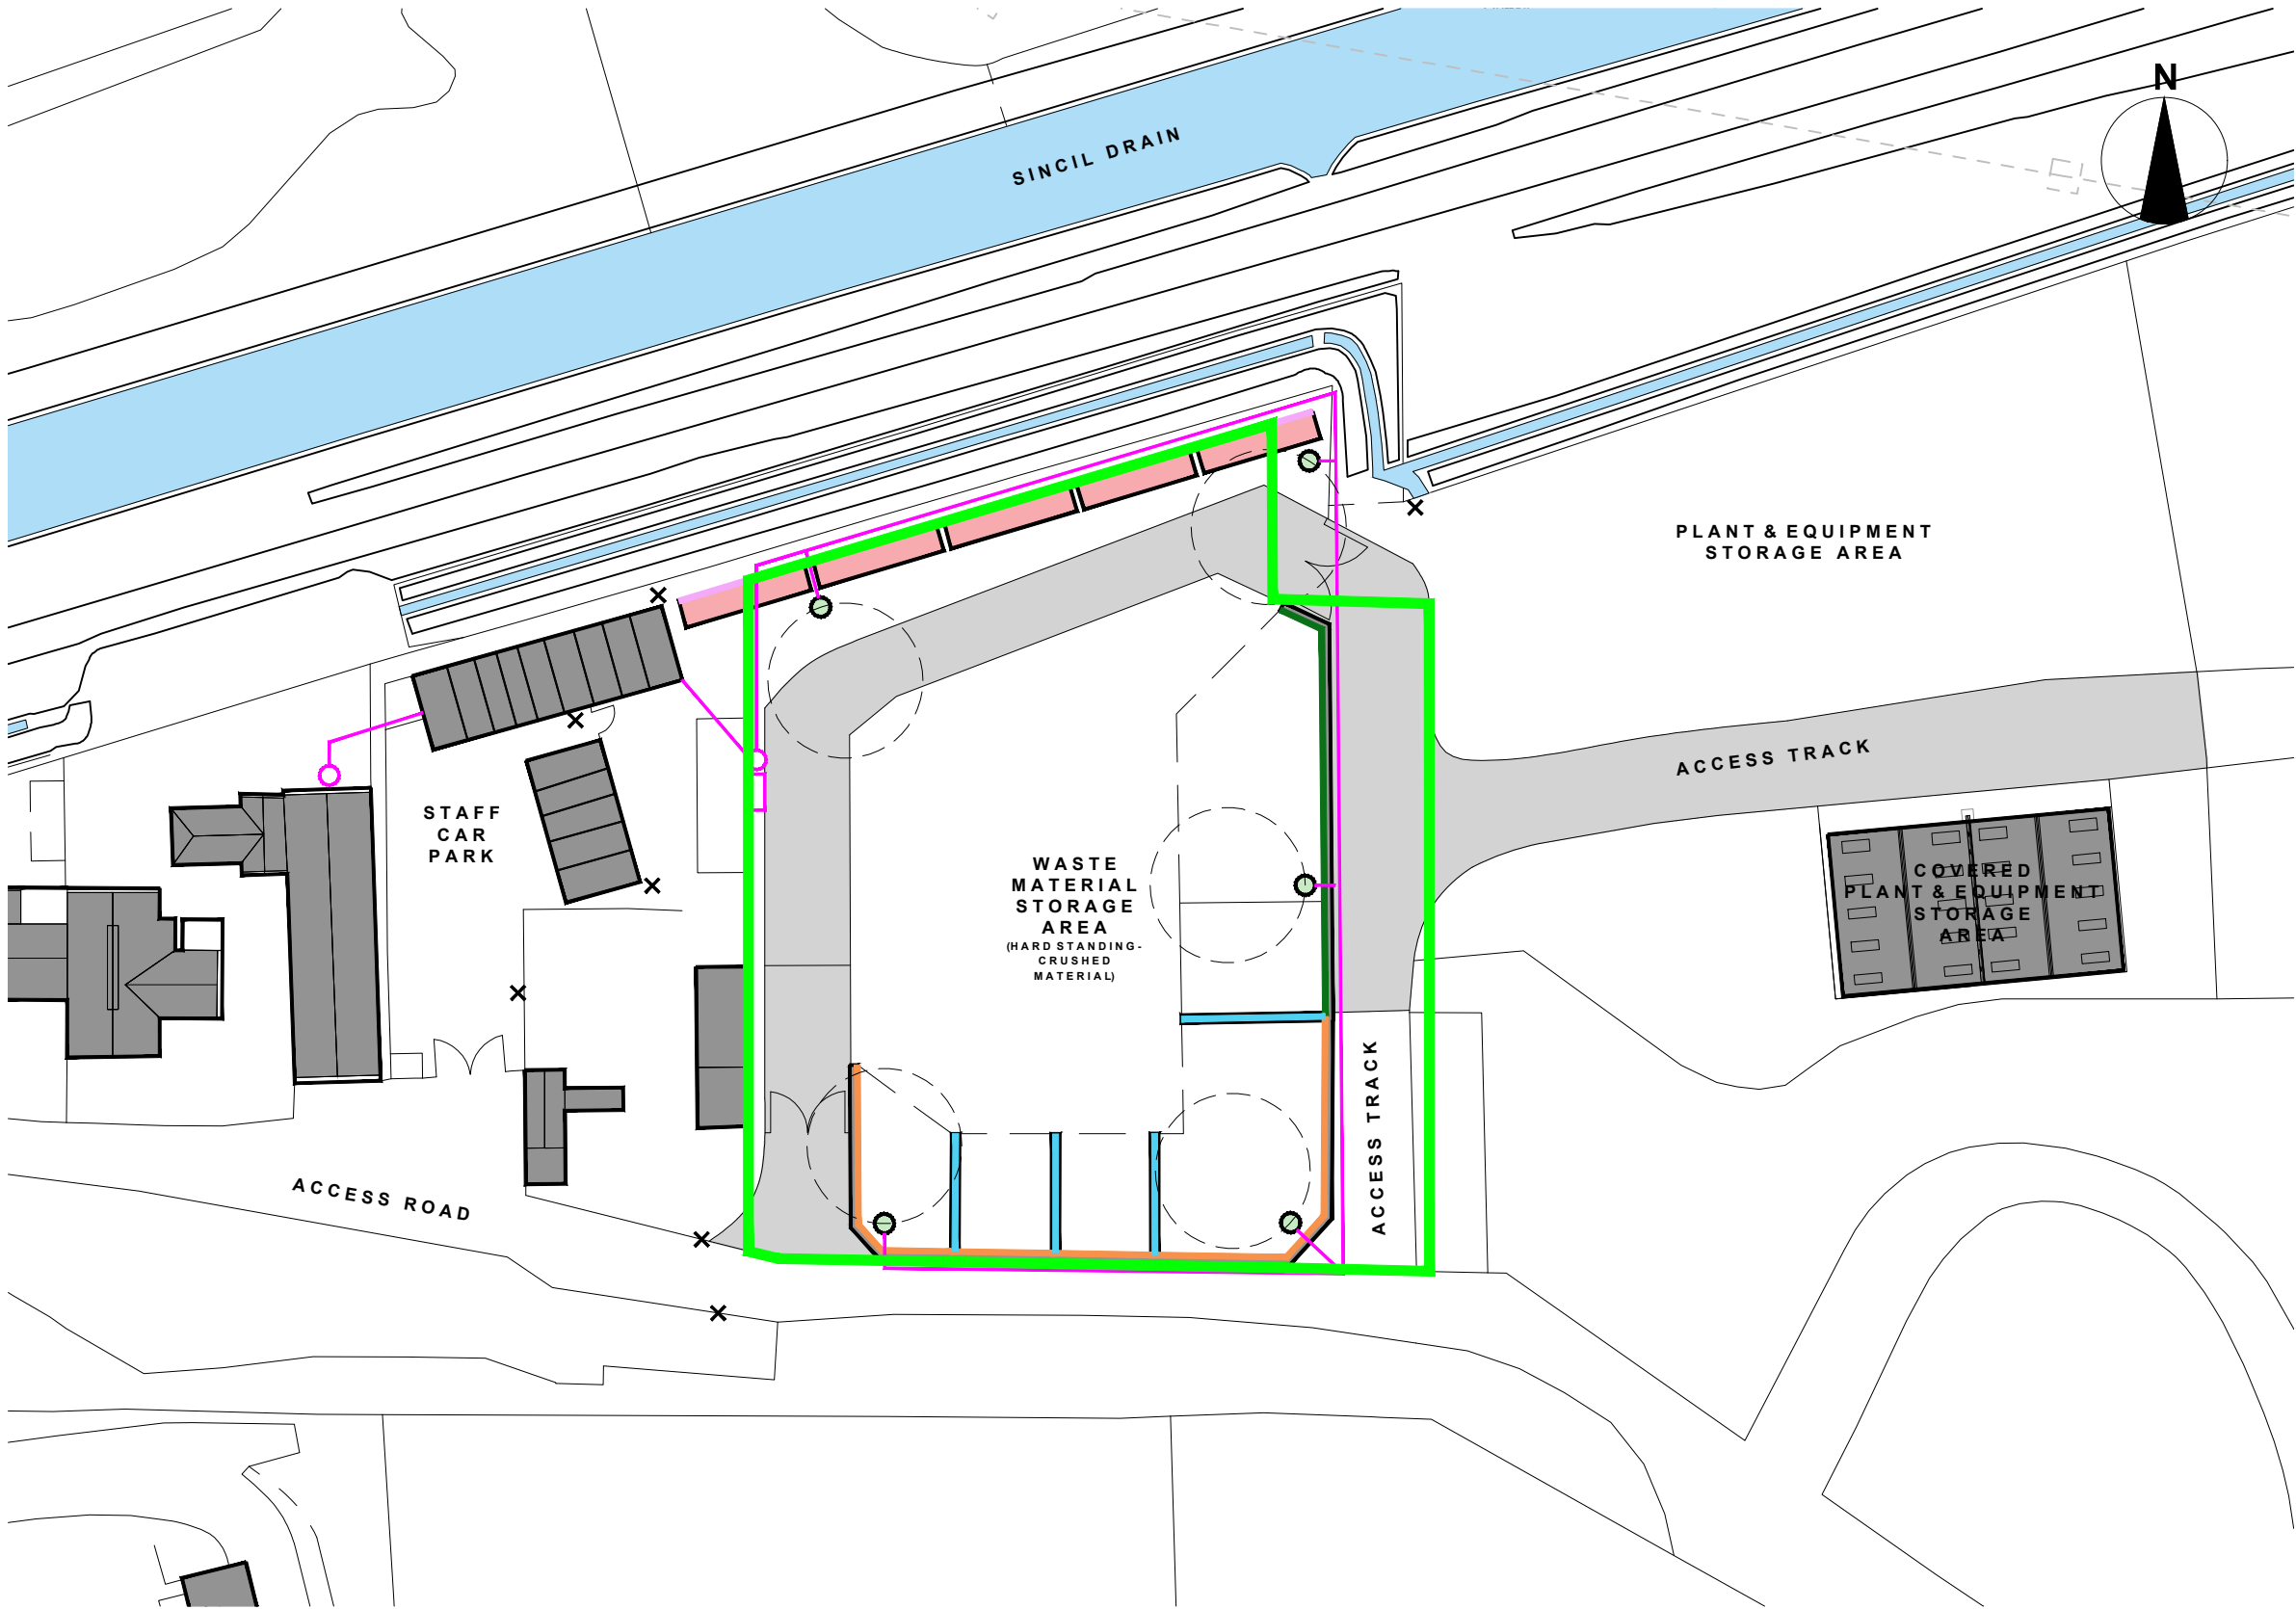 N
SINCIL DRAIN
PLANT & EQUIPMENT
STORAGE AREA
ACCESS TRACK
STAFF
CAR
PARK
WASTE
MATERIAL
STORAGE
AREA
(HARD STANDING-
CRUSHED
MATERIAL)
COVERED
PLANT & EQUIPMENT
STORAGE
AREA
ACCESS TRACK
ACCESS ROAD